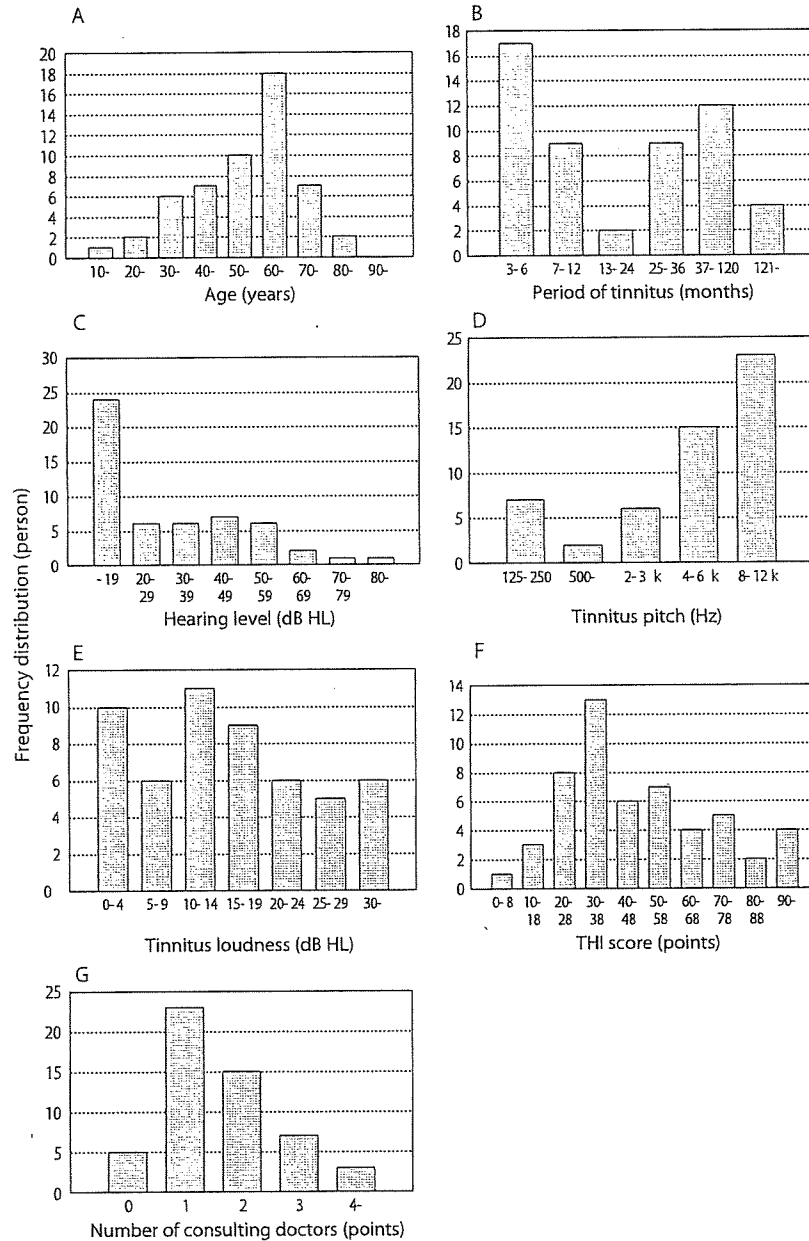 A
20
18
16
14
12
10
8
6
4
2
0
10- 20- 30- 40- 50- 60- 70- 80- 90-
Age (years)
B
18
16
14
12
10
8
6
4
2
0
3-6 7-12 13-24 25-36 37-120 121-
Period of tinnitus (months)
Frequency distribution (person)
C
30
25
20
15
10
5
0
-19 20- 30- 40- 50- 60- 70- 80-
29 39 49 59 69 79
Hearing level (dB HL)
D
25
20
15
10
5
0
125-250 500- 2-3 k 4-6 k 8-12 k
Tinnitus pitch (Hz)
E
12
10
8
6
4
2
0
0-4 5-9 10-14 15-19 20-24 25-29 30-
Tinnitus loudness (dB HL)
F
14
12
10
8
6
4
2
0
0-8 10- 20- 30- 40- 50- 60- 70- 80- 90-
18 28 38 48 58 68 78 88
THI score (points)
G
25
20
15
10
5
0
0 1 2 3 4-
Number of consulting doctors (points)